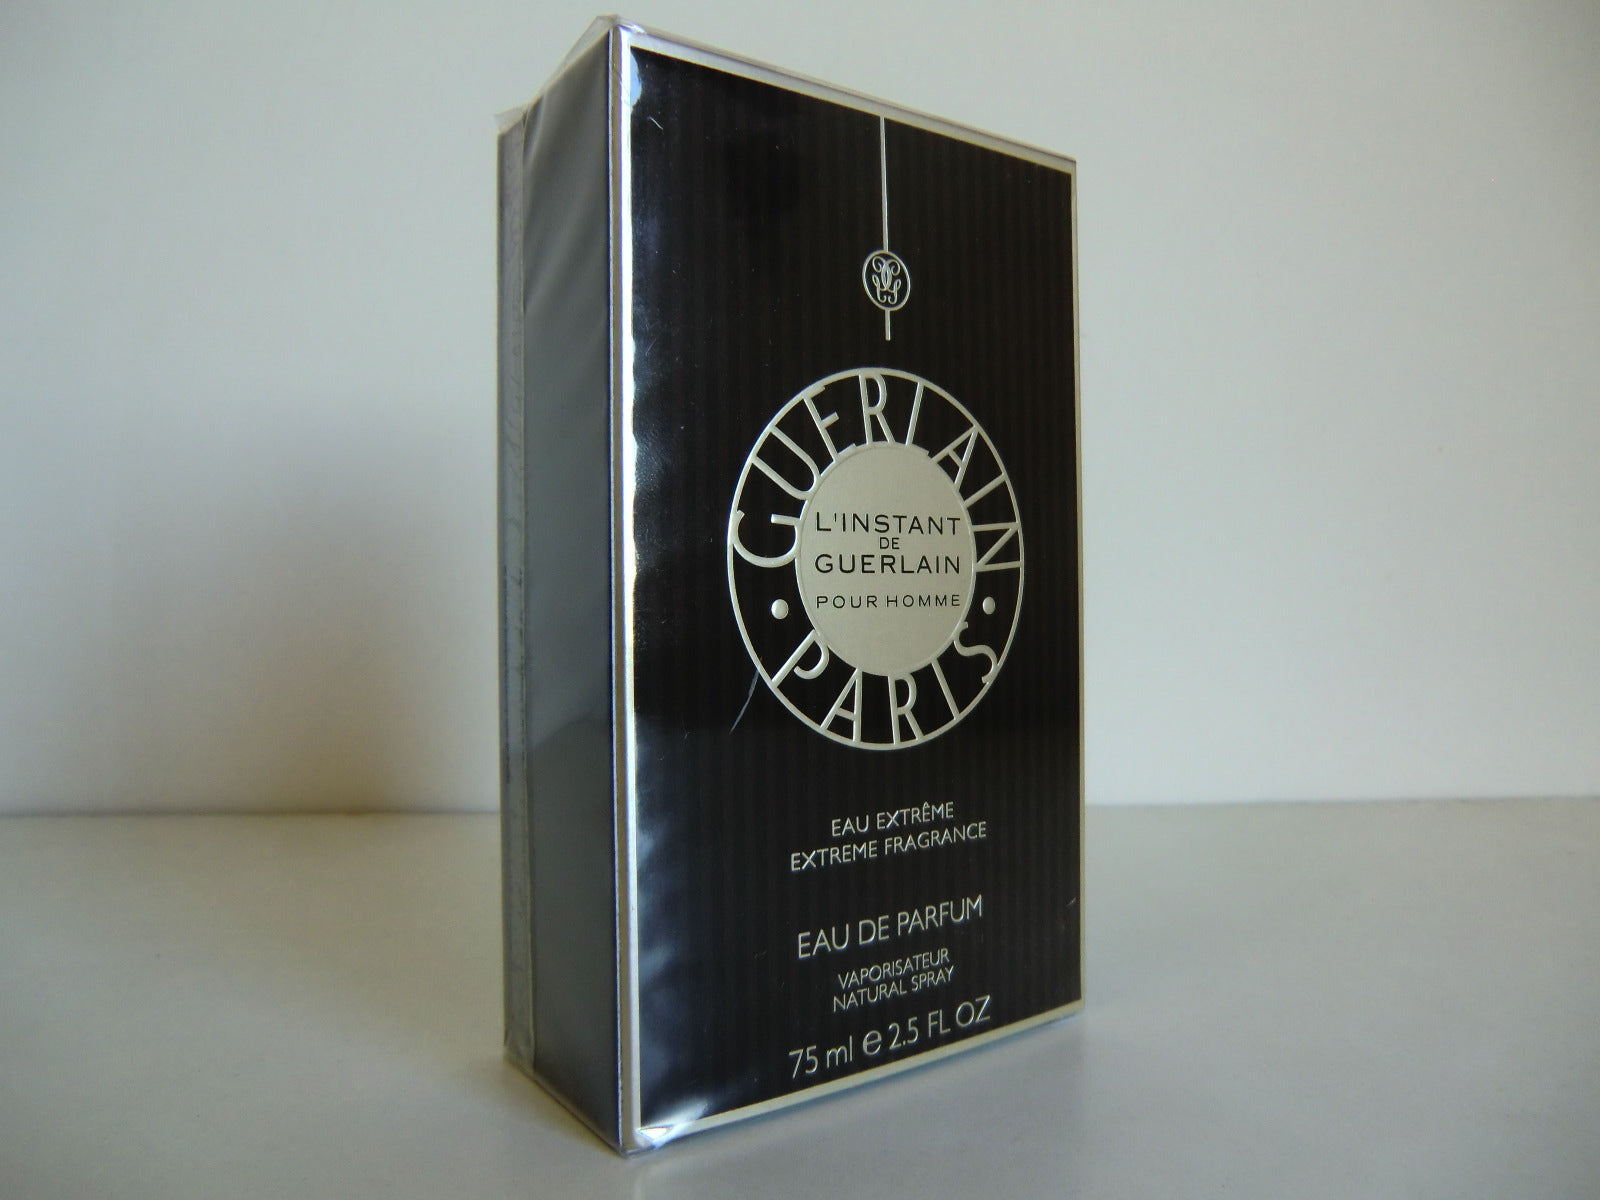 GUERLAIN
L'INSTANT
DE
GUERLAIN
POUR HOMME
• PARIS •
EAU EXTRÊME
EXTREME FRAGRANCE
EAU DE PARFUM
VAPORISATEUR
NATURAL SPRAY
75 ml e 2.5 FL OZ